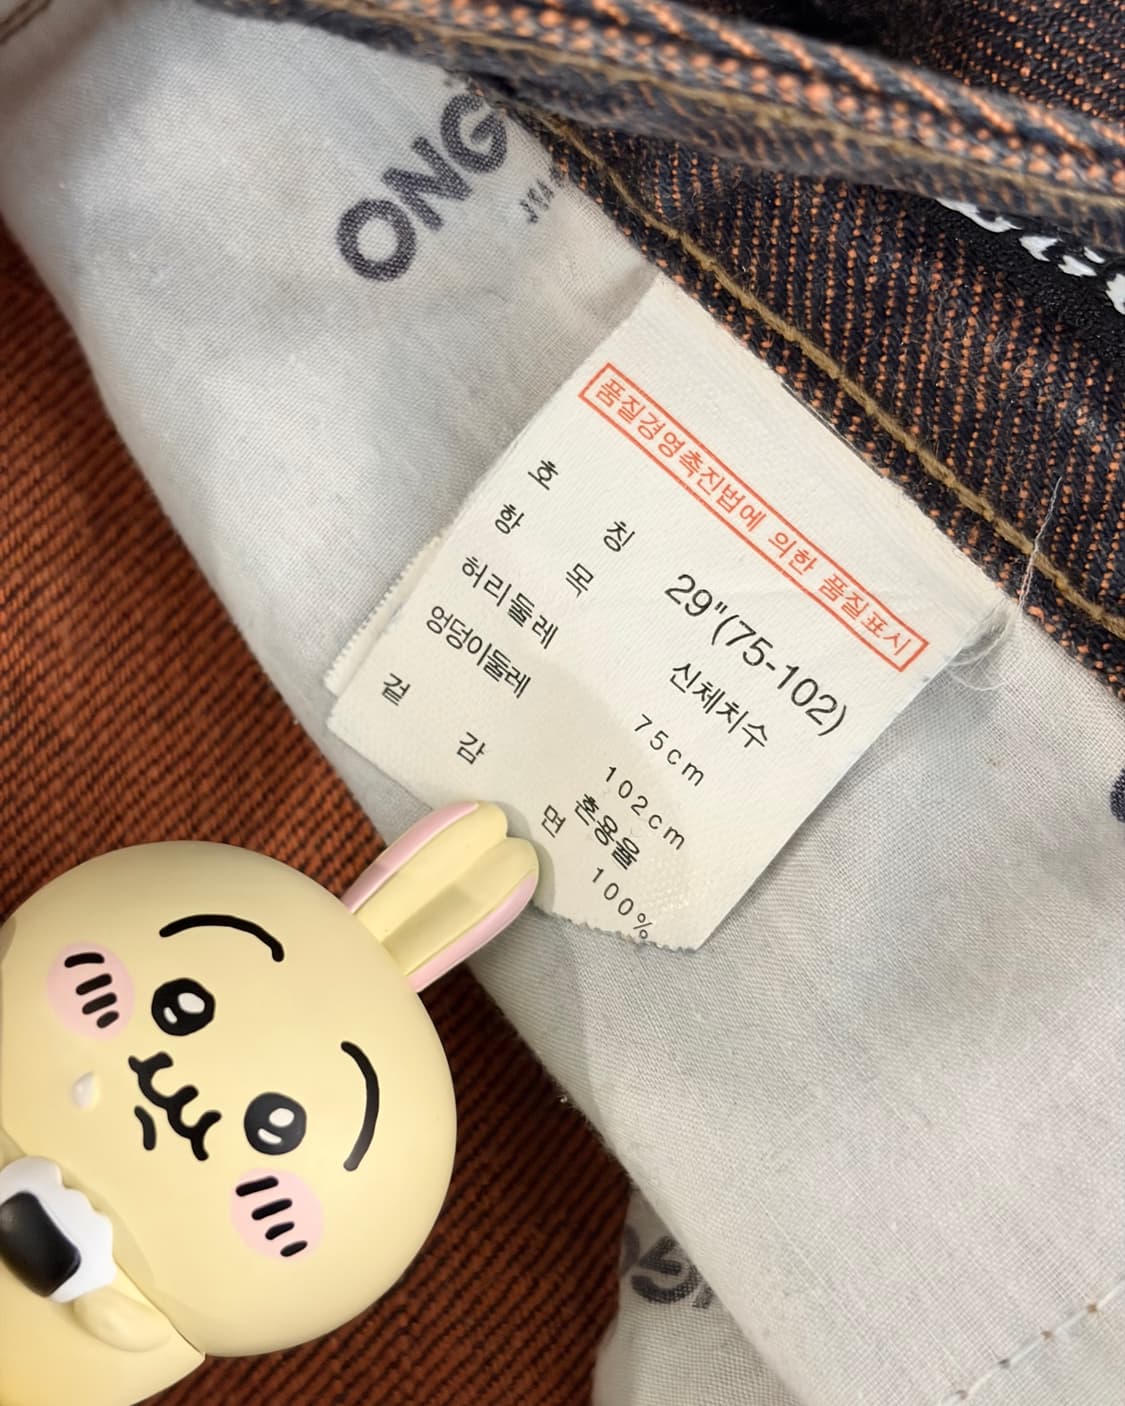 ONG
품질경영촉진법에 의한 품질표시
호 칭 29"(75-102)
항 목 신체치수
허리둘레 75cm
엉덩이둘레 102cm
겉 감 혼용율
면 100%